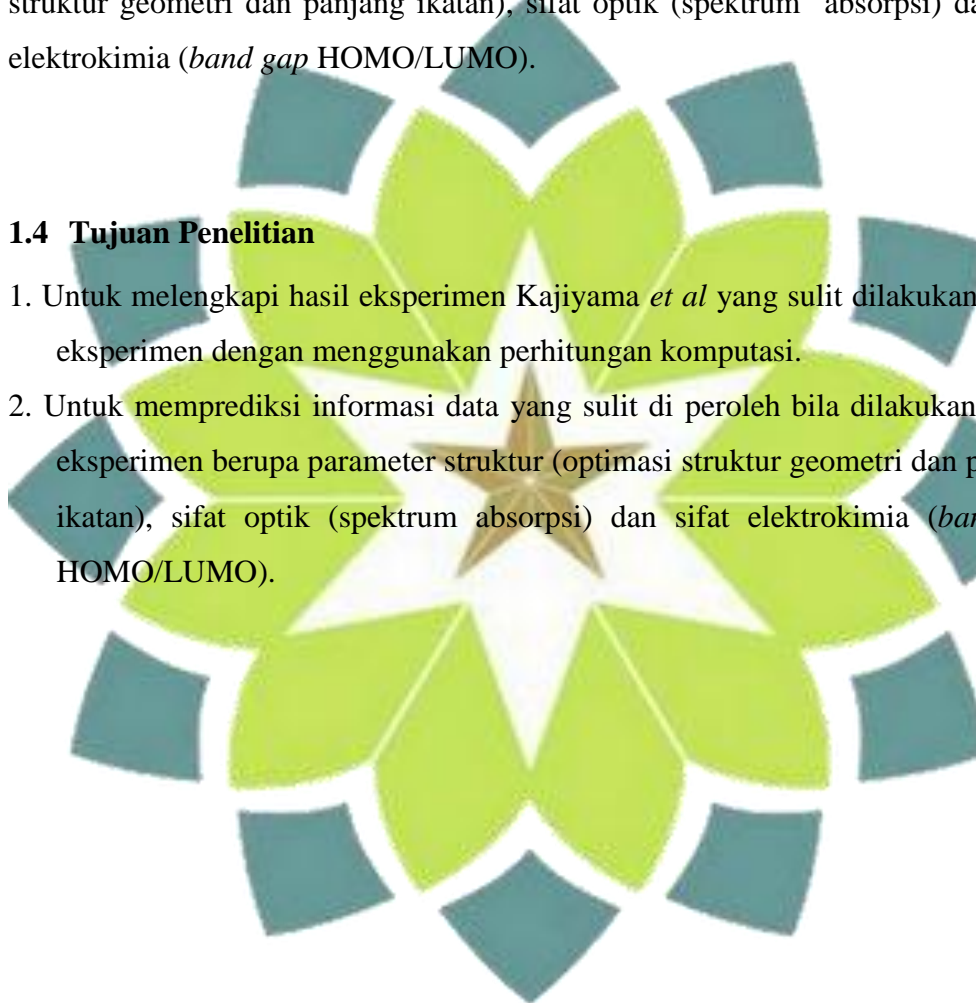 struktur geometri dan panjang ikatan), sifat optik (spektrum absorpsi)
elektrokimia (band gap HOMO/LUMO).
1.4 Tujuan Penelitian
1. Untuk melengkapi hasil eksperimen Kajiyama et al yang sulit dilakukan
eksperimen dengan menggunakan perhitungan komputasi.
2. Untuk memprediksi informasi data yang sulit di peroleh bila dilakukan
eksperimen berupa parameter struktur (optimasi struktur geometri dan
ikatan), sifat optik (spektrum absorpsi) dan sifat elektrokimia
HOMO/LUMO).